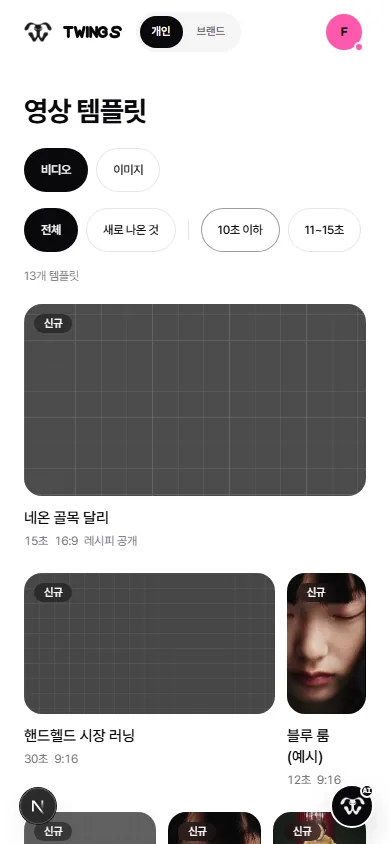 TWINGS 개인 브랜드 F
영상 템플릿
비디오 이미지
전체 새로 나온 것 10초 이하 11~15초
13개 템플릿
신규
네온 골목 달리
15초 16:9 레시피 공개
신규 신규
핸드헬드 시장 러닝
30초 9:16
블루 룸
(예시)
12초 9:16
N AI
신규 신규 신규